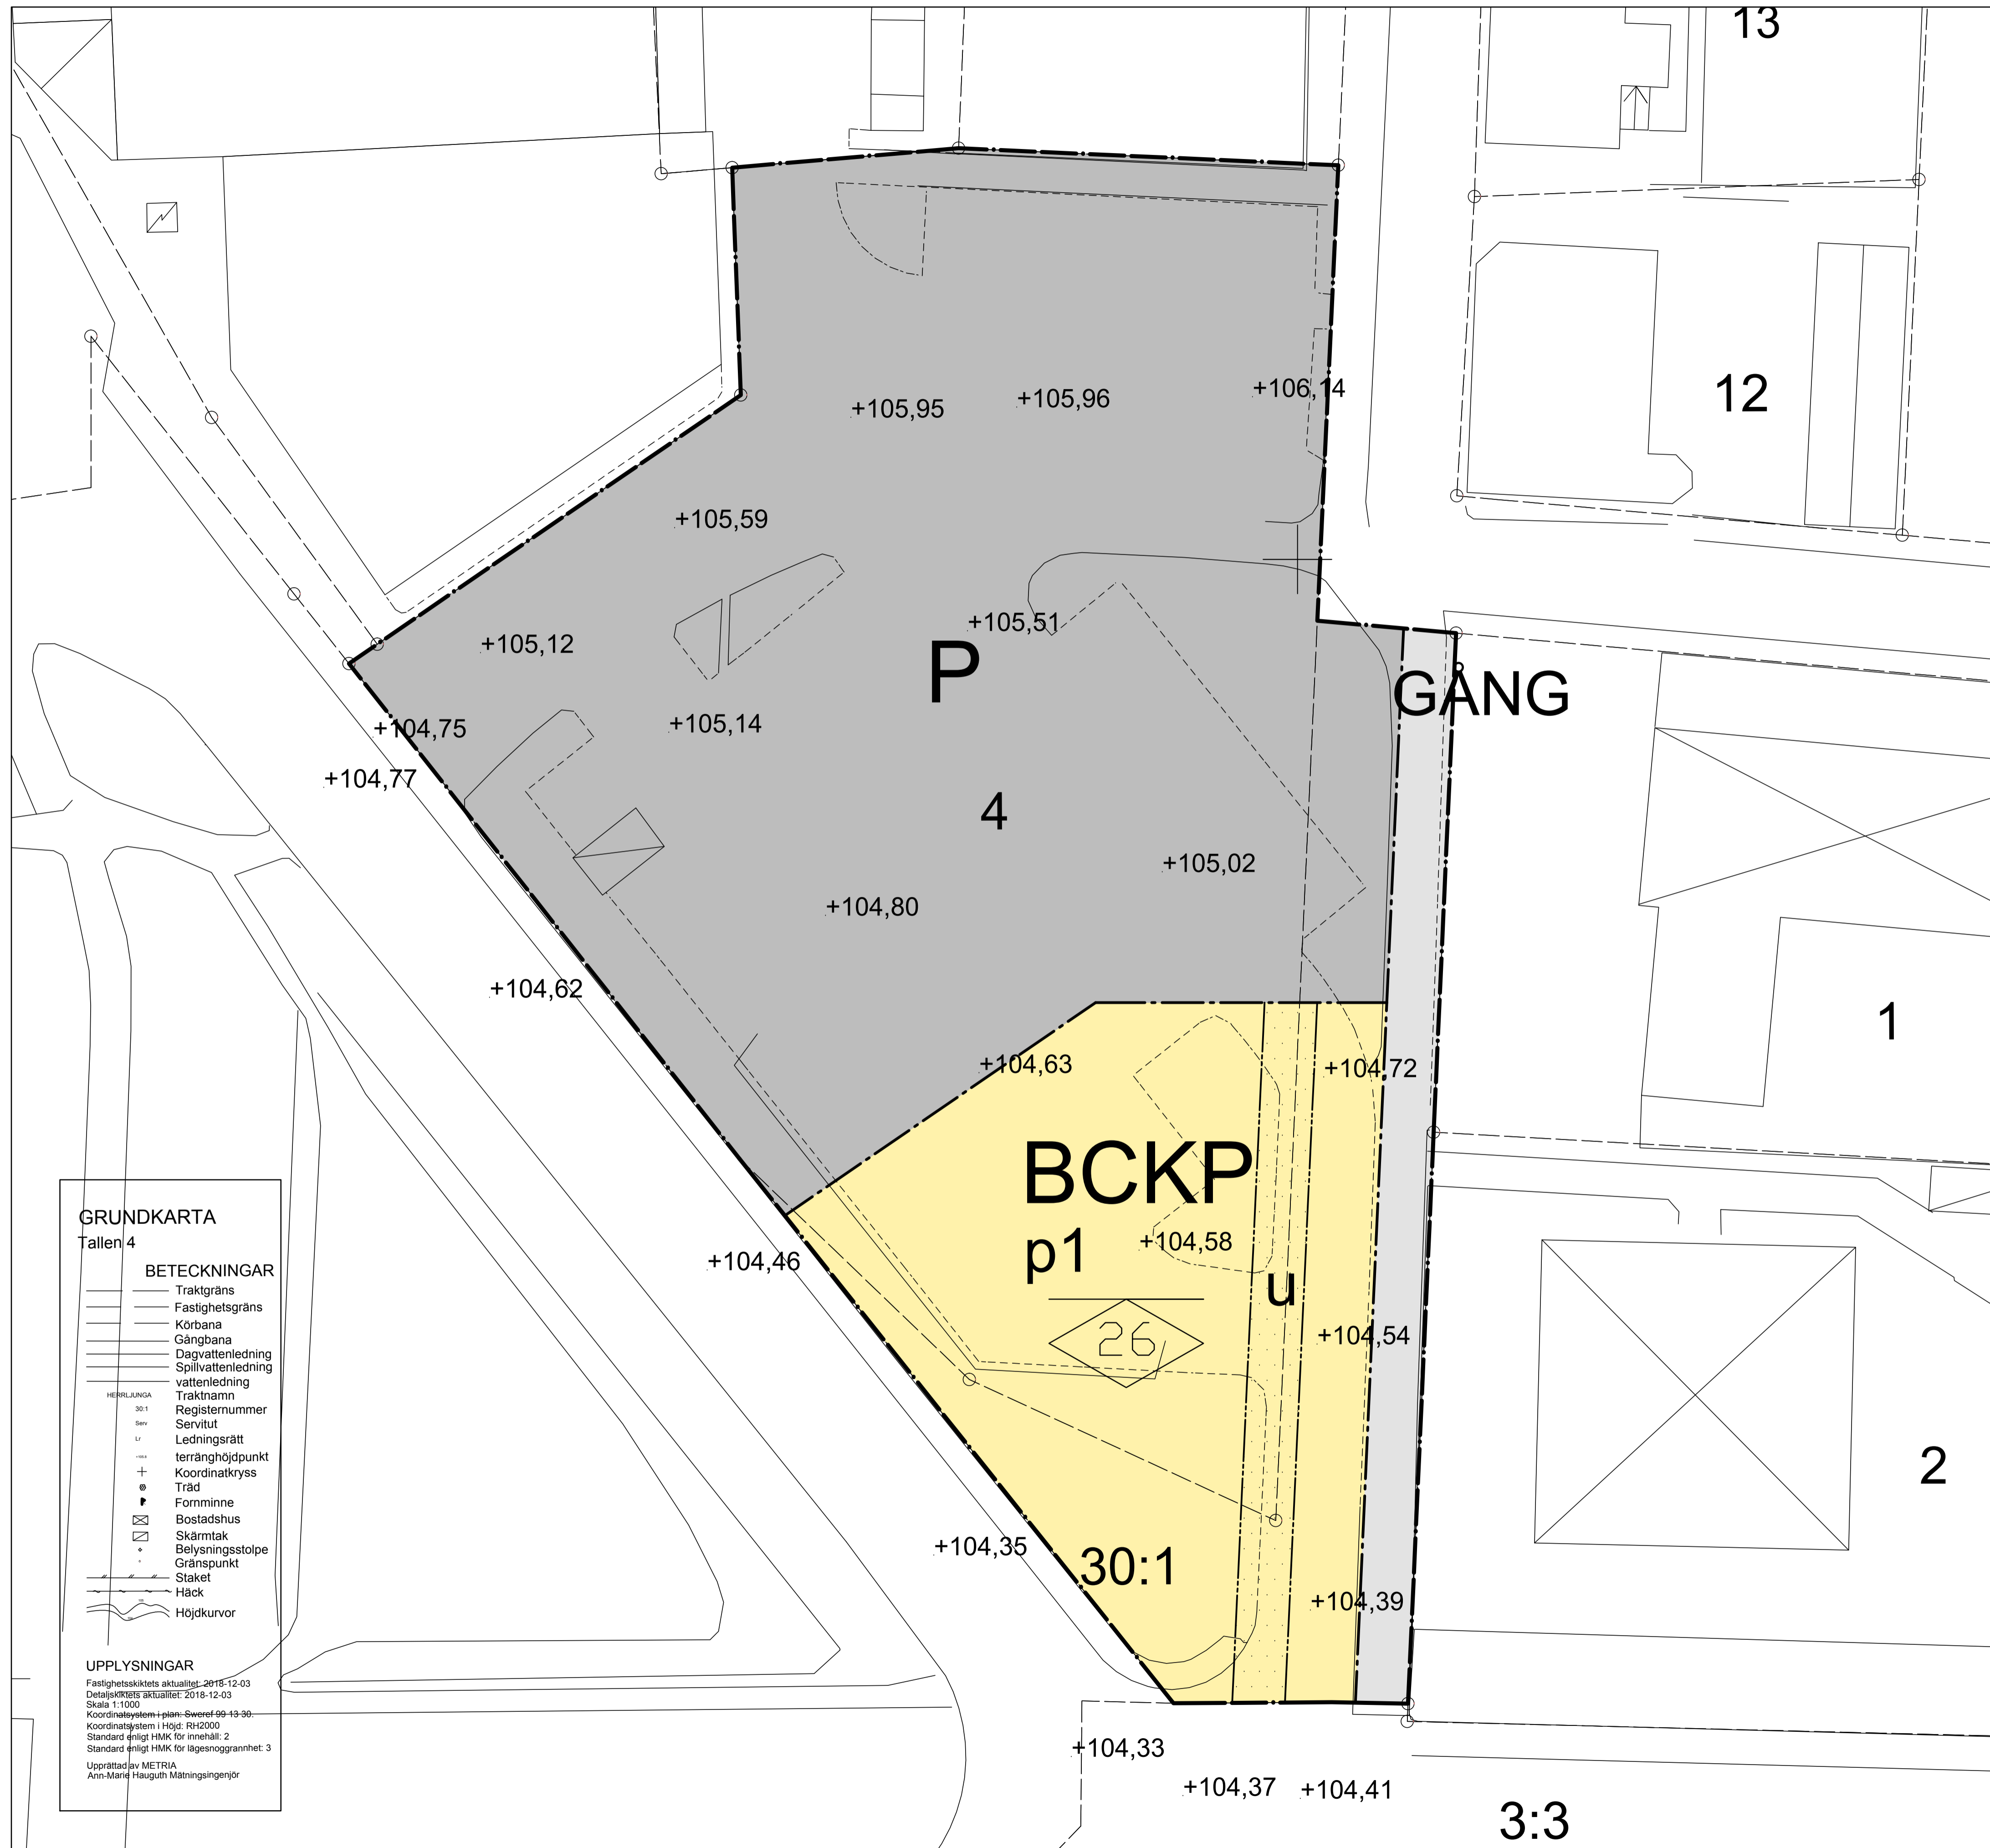 13
12
+105,95
+105,96
+106,14
+105,59
+105,12
+105,51
P
GÅNG
+104,75
+105,14
+104,77
4
+105,02
+104,80
+104,62
1
+104,63
+104,72
BCKP
p1
+104,58
+104,46
u
26
+104,54
2
+104,35
30:1
+104,39
+104,33
+104,37
+104,41
3:3
GRUNDKARTA
Tallen 4
BETECKNINGAR
Traktgräns
Fastighetsgräns
Körbana
Gångbana
Dagvattenledning
Spillvattenledning
vattenledning
HERRLJUNGA Traktnamn
30:1 Registernummer
Serv Servitut
Lr Ledningsrätt
terränghöjdpunkt
Koordinatkryss
Träd
Fornminne
Bostadshus
Skärmtak
Belysningsstolpe
Gränspunkt
Staket
Häck
Höjdkurvor
UPPLYSNINGAR
Fastighetsskiktets aktualitet: 2018-12-03
Detaljskiktets aktualitet: 2018-12-03
Skala 1:1000
Koordinatsystem i plan: Sweref 99 13 30.
Koordinatsystem i Höjd: RH2000
Standard enligt HMK för innehåll: 2
Standard enligt HMK för lägesnoggrannhet: 3
Upprättad av METRIA
Ann-Marie Hauguth Mätningsingenjör